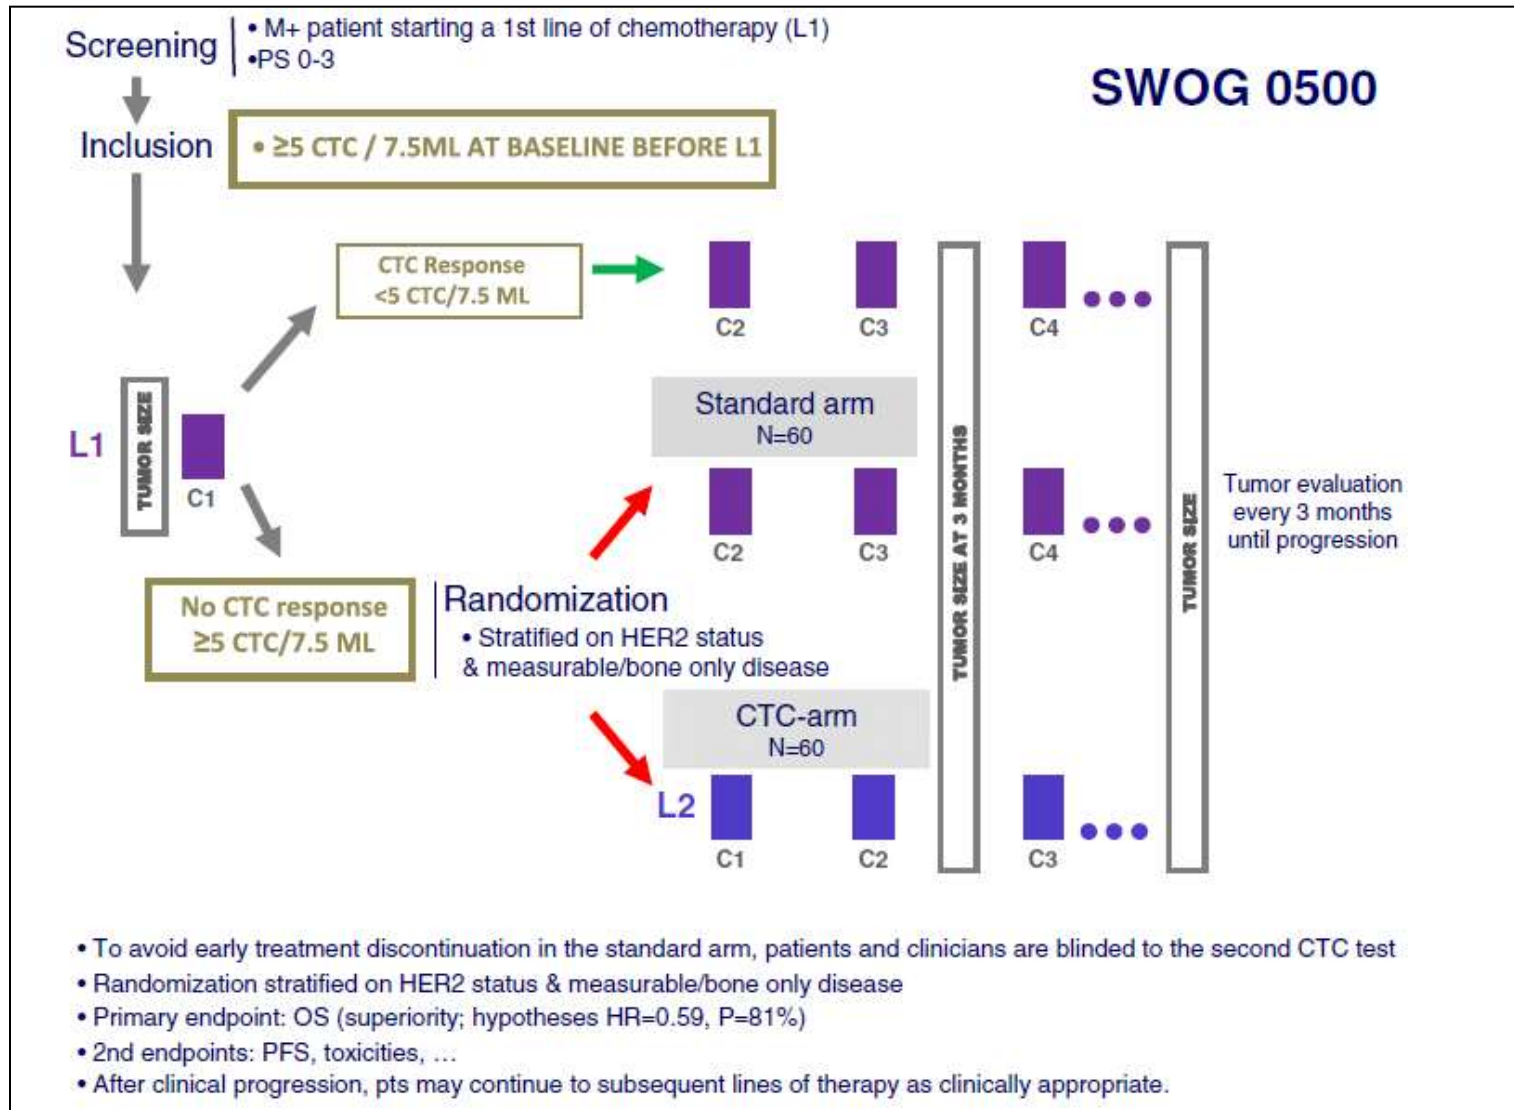 Screening
• M+ patient starting a 1st line of chemotherapy (L1)
•PS 0-3
SWOG 0500
Inclusion
• ≥5 CTC / 7.5ML AT BASELINE BEFORE L1
CTC Response
<5 CTC/7.5 ML
C2
C3
C4
L1
TUMOR SIZE
C1
Standard arm
N=60
C2
C3
C4
TUMOR SIZE AT 3 MONTHS
TUMOR SIZE
Tumor evaluation
every 3 months
until progression
No CTC response
≥5 CTC/7.5 ML
Randomization
• Stratified on HER2 status
& measurable/bone only disease
CTC-arm
N=60
L2
C1
C2
C3
• To avoid early treatment discontinuation in the standard arm, patients and clinicians are blinded to the second CTC test
• Randomization stratified on HER2 status & measurable/bone only disease
• Primary endpoint: OS (superiority; hypotheses HR=0.59, P=81%)
• 2nd endpoints: PFS, toxicities, …
• After clinical progression, pts may continue to subsequent lines of therapy as clinically appropriate.